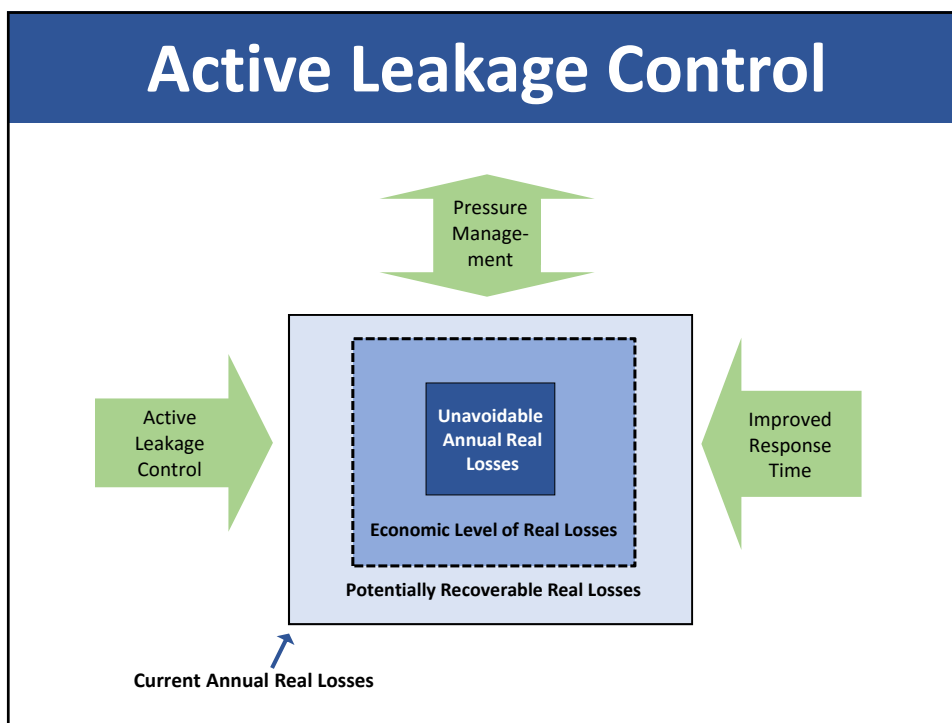 Active Leakage Control
Pressure
Manage-
ment
Active
Leakage
Control
Unavoidable
Annual Real
Losses
Improved
Response
Time
Economic Level of Real Losses
Potentially Recoverable Real Losses
Current Annual Real Losses